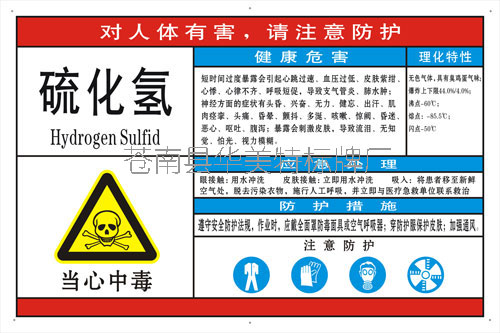 对人体有害，请注意防护
硫化氢
Hydrogen Sulfid
当心中毒
健康危害
短时间过度暴露会引起心跳过速、血压过低、皮肤紫绀、
心悸、心律不齐、呼吸短促，导致支气管炎、肺水肿；
神经方面的症状有头昏、兴奋、无力、健忘、出汗、肌
肉痉挛、头痛、昏晕、颤抖、多涎、咳嗽、惊阙、昏迷、
恶心、呕吐、腹泻；暴露会刺激皮肤，导致流泪、无知
觉、怕光、视力模糊。
理化特性
无色气体，具有臭鸡蛋气味；
爆炸上下限44.0%/4.0%；
沸点-60℃；
熔点：-85.5℃；
闪点-50℃
应急处理
眼接触：用水冲洗 皮肤接触：立即用水冲洗 吸入：将患者移至新鲜
空气处，脱去污染衣物，施行人工呼吸，并立即与医疗急救单位联系救治
防护措施
遵守安全防护法规，作业时，应戴全面罩防毒面具或空气呼吸器；穿防护服保护皮肤；加强通风。
注意防护
苍南县华美特标牌厂